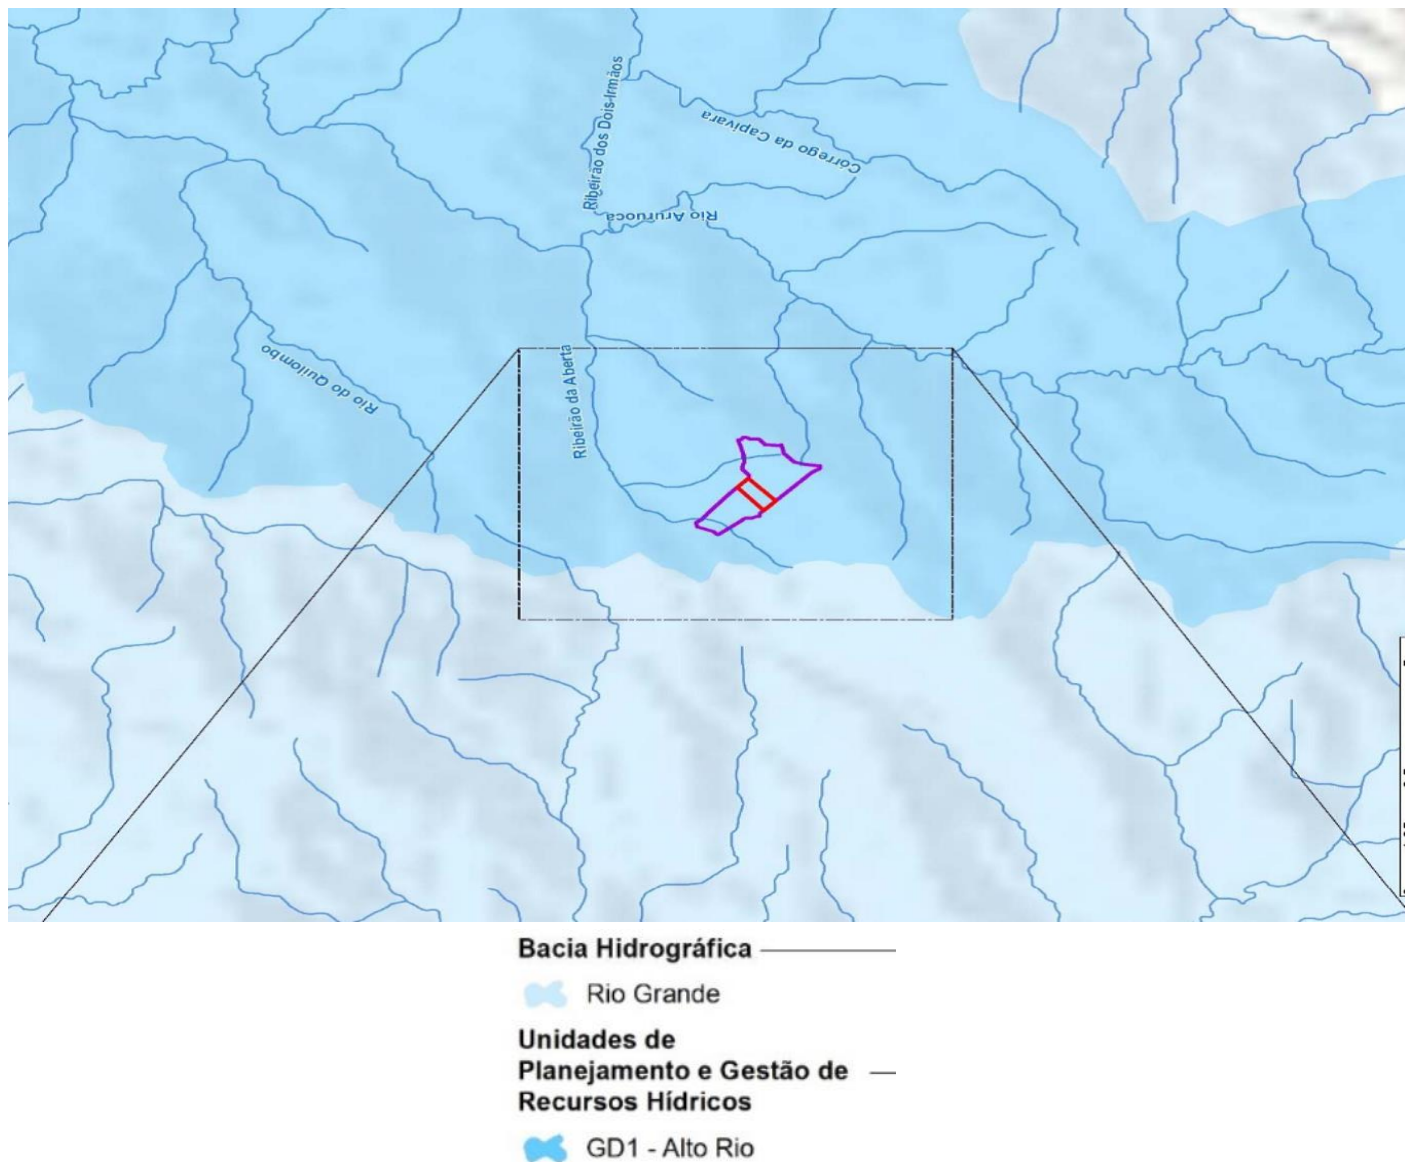 Ribeirão dos Dois-Irmãos
Córrego da Capivara
Rio Aiuruoca
Rio do Quilombo
Ribeirão da Aberta
Bacia Hidrográfica
Rio Grande
Unidades de
Planejamento e Gestão de
Recursos Hídricos
GD1 - Alto Rio